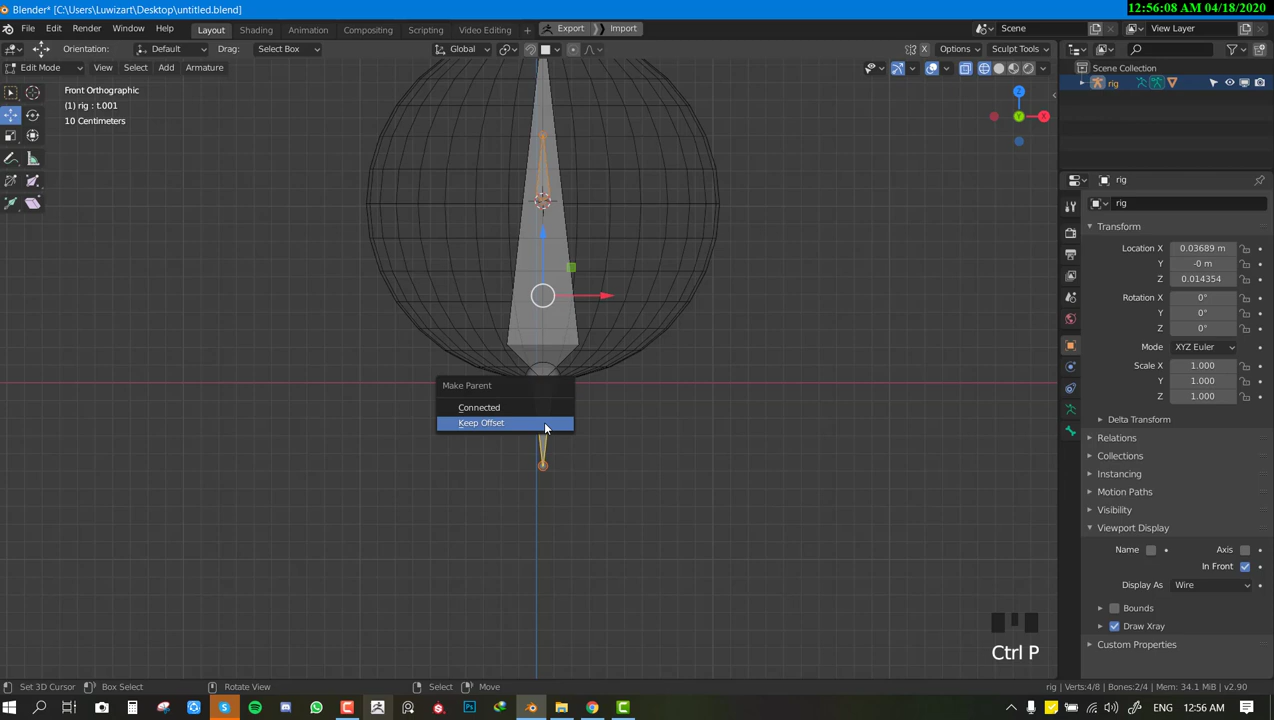 Blender* [C:\Users\Luwizart\Desktop\untitled.blend]
12:56:08 AM 04/18/2020
File Edit Render Window Help Layout Shading Animation Compositing Scripting Video Editing + Export Import Scene View Layer
Orientation: Default Drag: Select Box Global X Options Sculpt Tools
Edit Mode View Select Add Armature
Scene Collection
rig
Front Orthographic
(1) rig : t.001
10 Centimeters
Z
Y
X
rig
rig
Transform
Location X 0.03689 m
Y -0 m
Z 0.014354
Rotation X 0°
Y 0°
Z 0°
Mode XYZ Euler
Scale X 1.000
Y 1.000
Z 1.000
Delta Transform
Relations
Collections
Instancing
Motion Paths
Visibility
Viewport Display
Name Axis
In Front
Display As Wire
Bounds
Draw Xray
Custom Properties
Make Parent
Connected
Keep Offset
Ctrl P
Set 3D Cursor Box Select Rotate View Select Move rig | Verts:4/8 | Bones:2/4 | Mem: 34.1 MiB | v2.90
ENG 12:56 AM